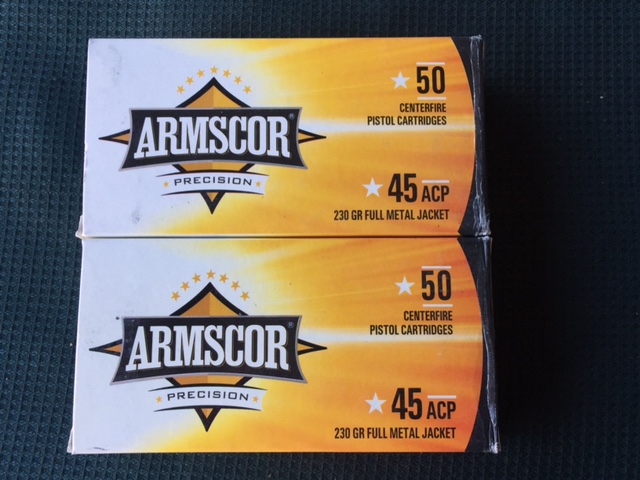 ARMSCOR®
PRECISION
50
CENTERFIRE
PISTOL CARTRIDGES
45 ACP
230 GR FULL METAL JACKET
ARMSCOR®
PRECISION
50
CENTERFIRE
PISTOL CARTRIDGES
45 ACP
230 GR FULL METAL JACKET